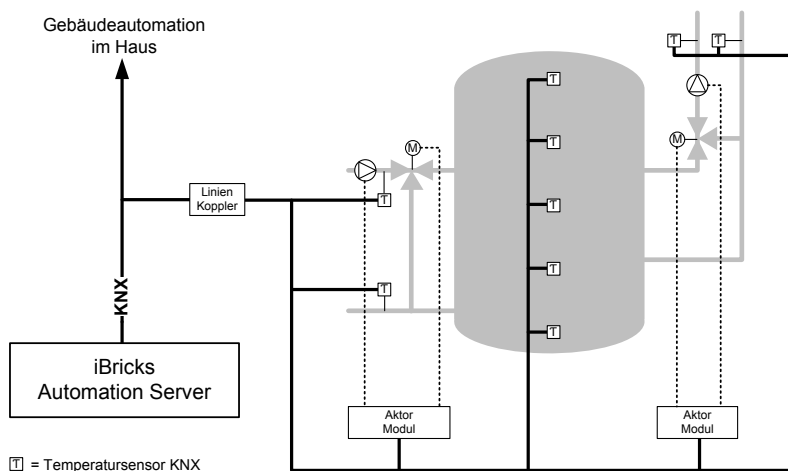 Gebäudeautomation
im Haus
T T
T
T
M
M
Linien
Koppler
T
T
T
T
KNX
T
T
iBricks
Automation Server
Aktor
Modul
Aktor
Modul
T = Temperatursensor KNX